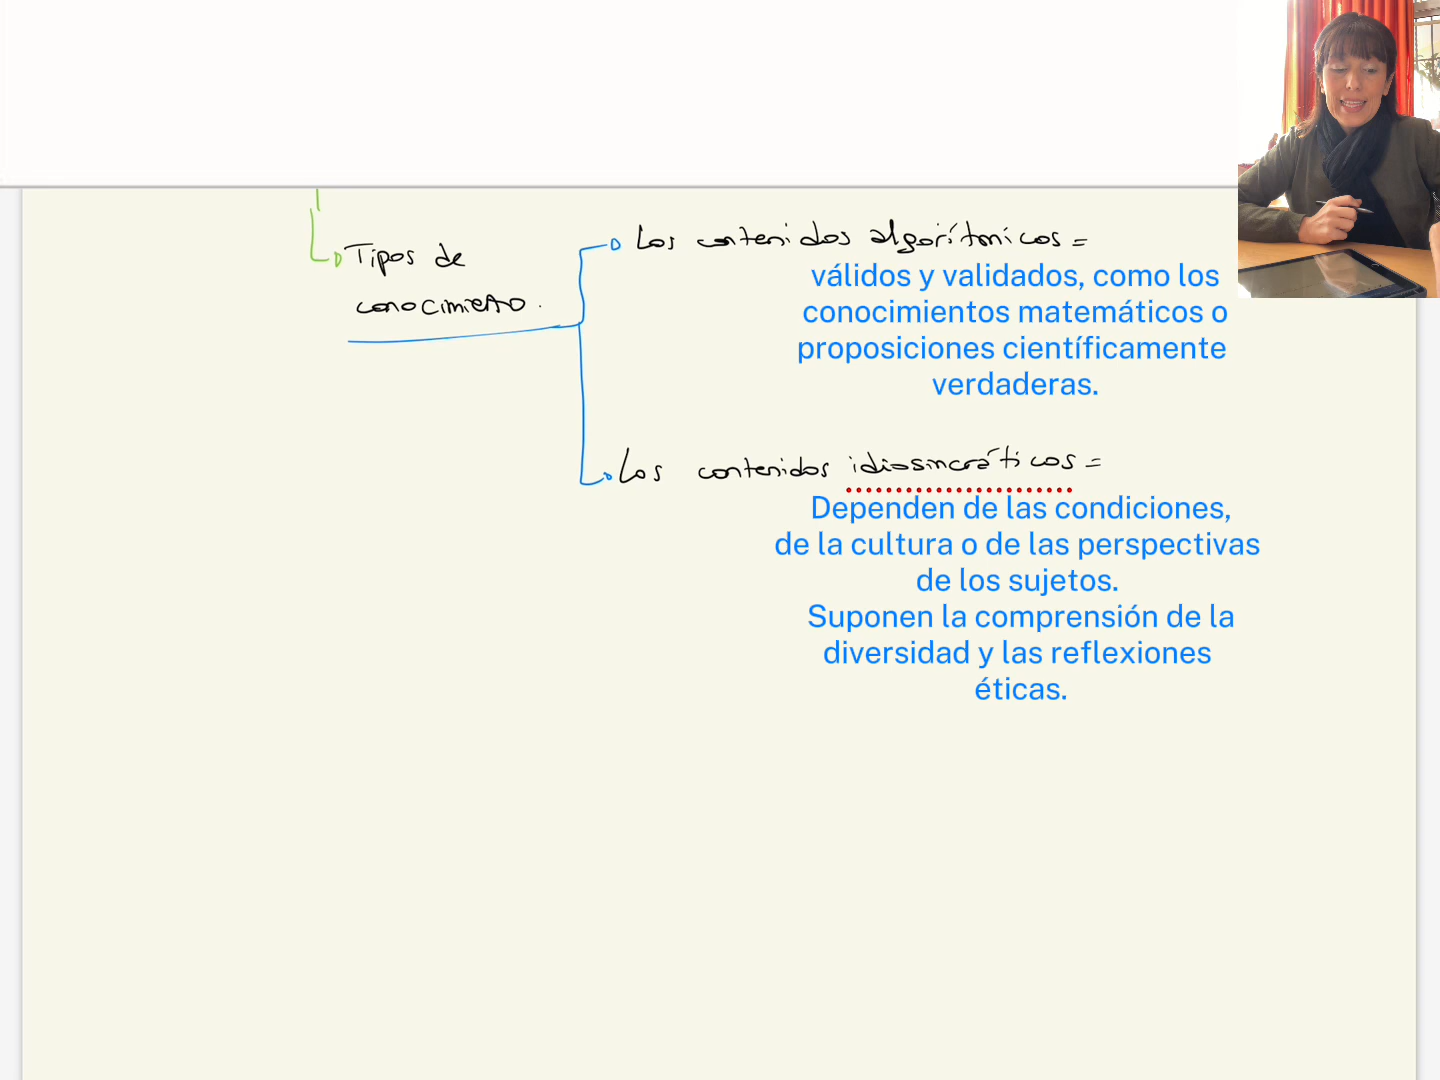 Tipos de
conocimiento.
Los contenidos algorítmicos =
válidos y validados, como los
conocimientos matemáticos o
proposiciones científicamente
verdaderas.
Los contenidos idiosincráticos =
Dependen de las condiciones,
de la cultura o de las perspectivas
de los sujetos.
Suponen la comprensión de la
diversidad y las reflexiones
éticas.